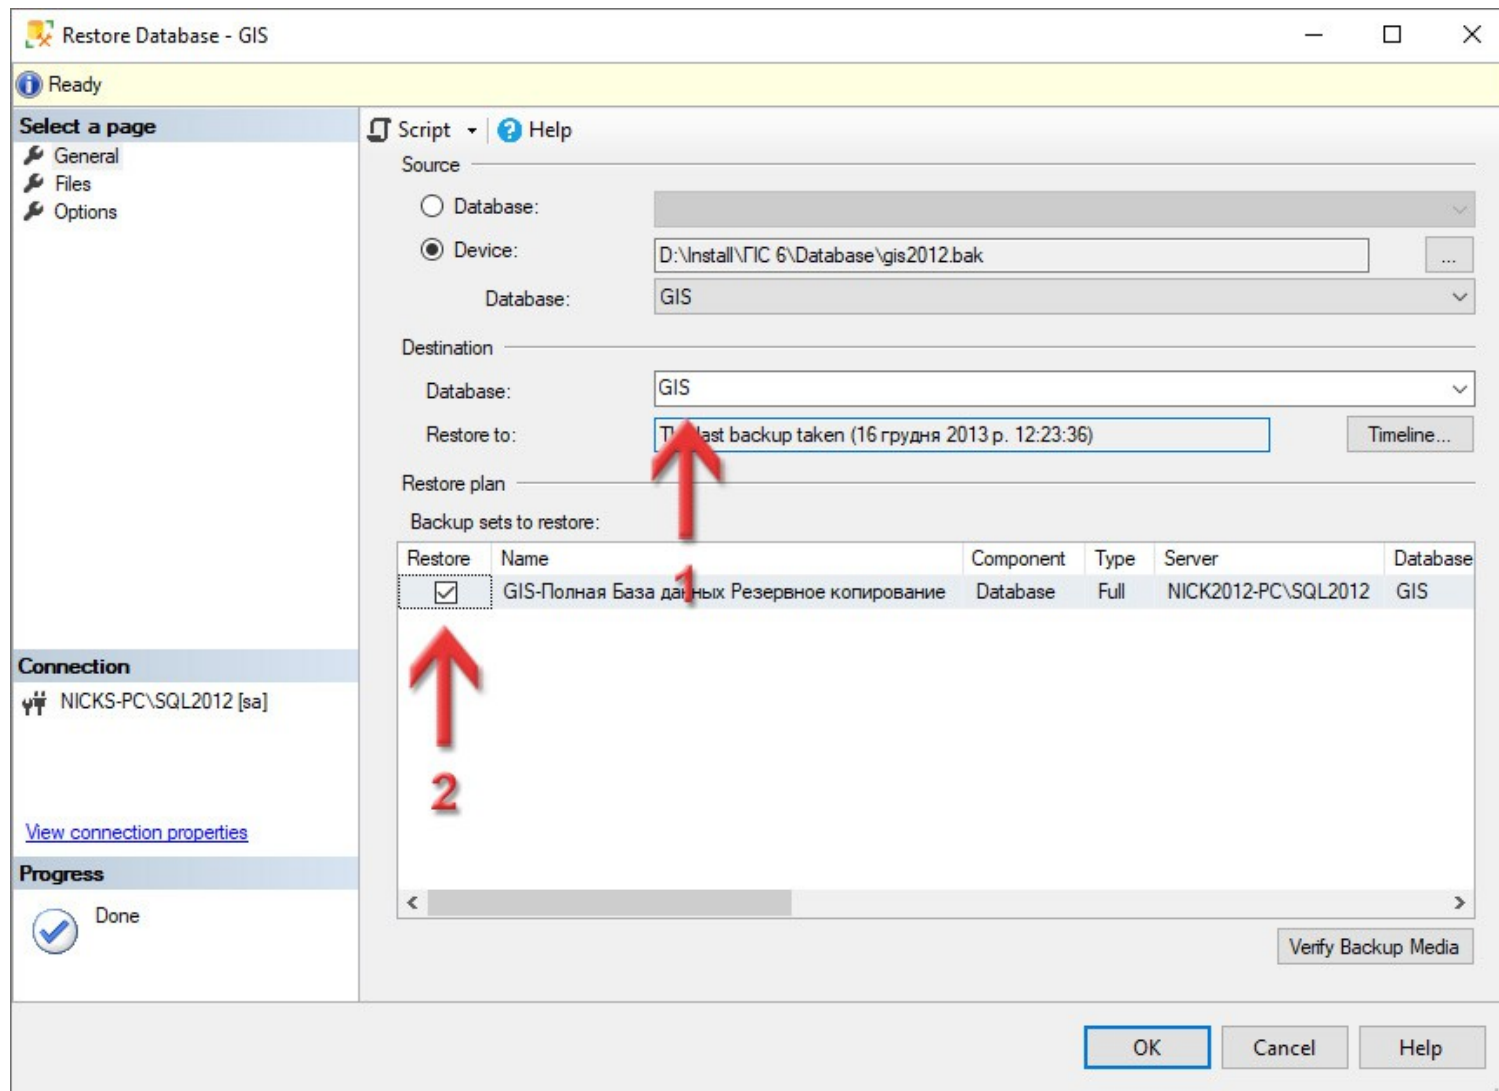 Restore Database - GIS
Ready
Select a page
General
Files
Options
Script Help
Source
Database:
Device: D:\Install\ГІС 6\Database\gis2012.bak ...
Database: GIS
Destination
Database: GIS
Restore to: The last backup taken (16 грудня 2013 р. 12:23:36) Timeline...
Restore plan
Backup sets to restore:
Restore Name Component Type Server Database
GIS-Полная База данных Резервное копирование Database Full NICK2012-PC\SQL2012 GIS
1
2
Connection
NICKS-PC\SQL2012 [sa]
View connection properties
Progress
Done
Verify Backup Media
OK Cancel Help